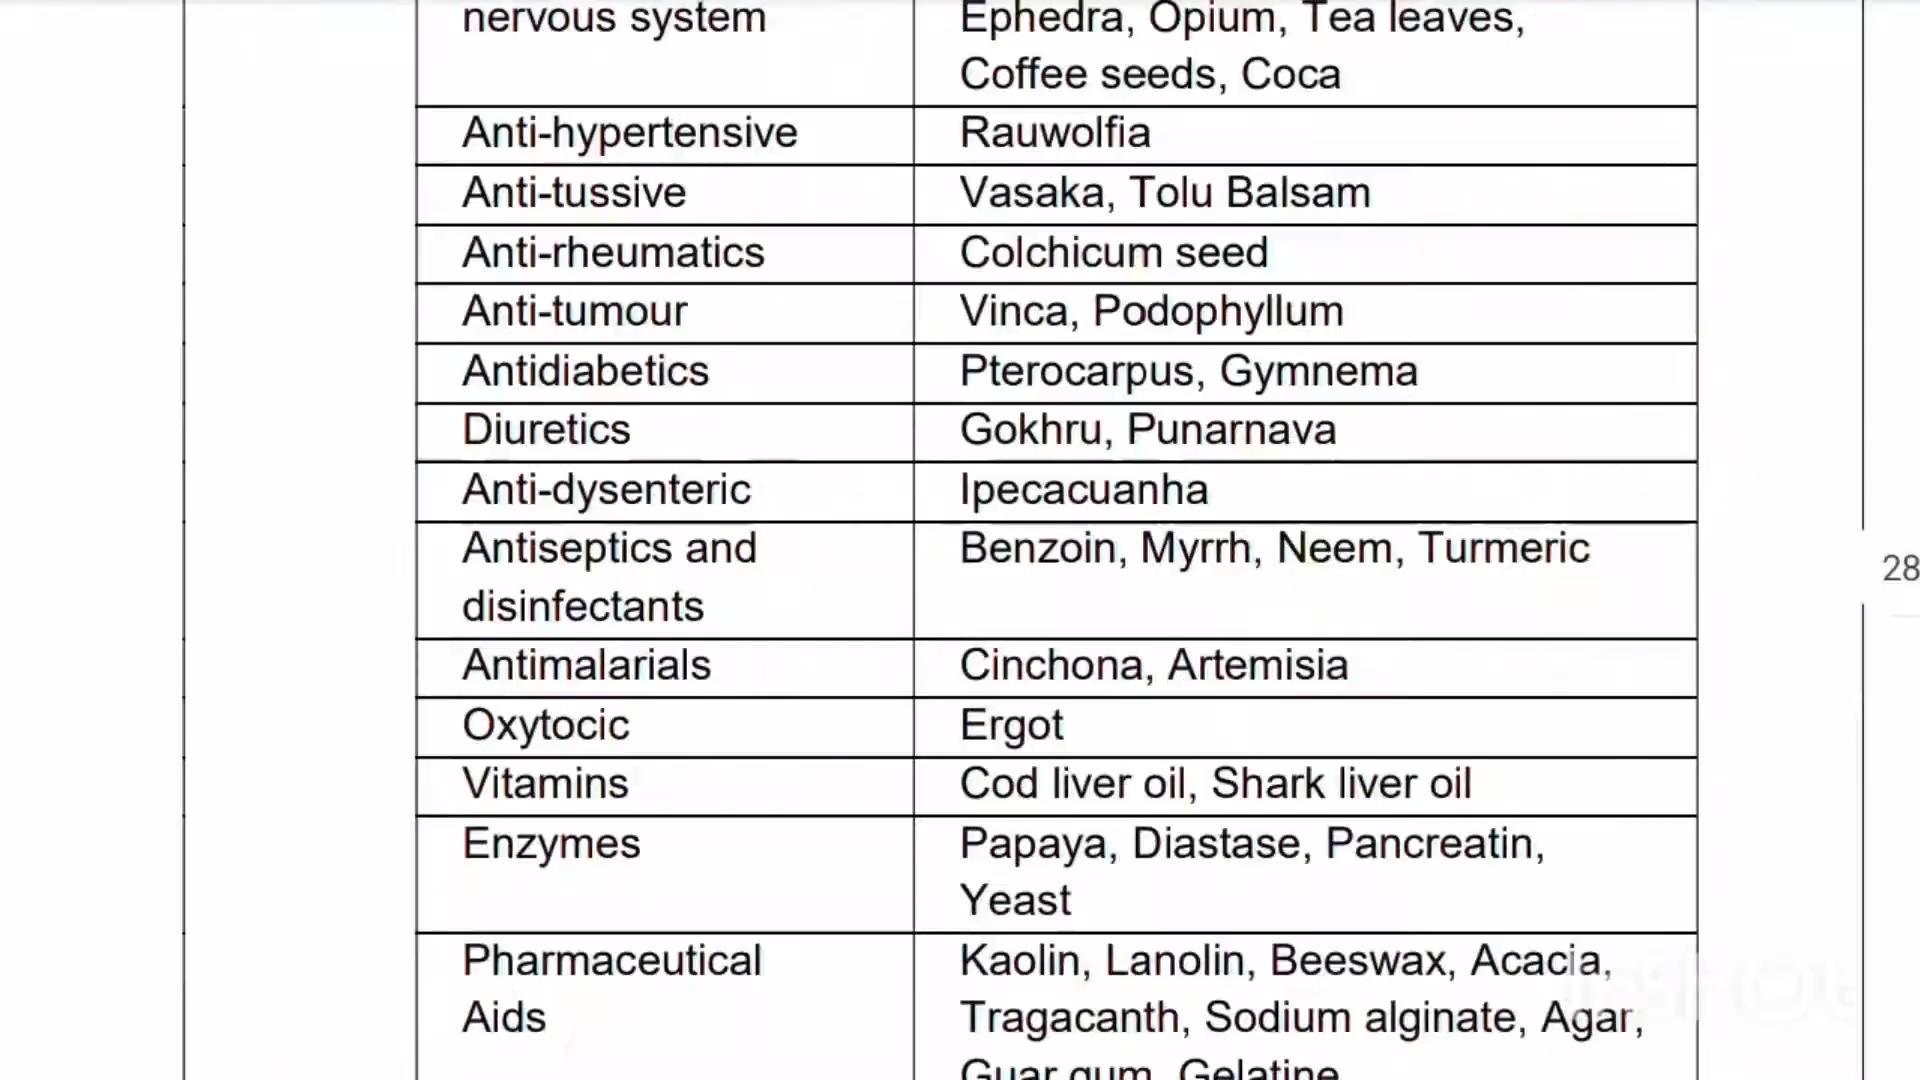 nervous system
Ephedra, Opium, Tea leaves,
Coffee seeds, Coca
Anti-hypertensive
Rauwolfia
Anti-tussive
Vasaka, Tolu Balsam
Anti-rheumatics
Colchicum seed
Anti-tumour
Vinca, Podophyllum
Antidiabetics
Pterocarpus, Gymnema
Diuretics
Gokhru, Punarnava
Anti-dysenteric
Ipecacuanha
Antiseptics and
disinfectants
Benzoin, Myrrh, Neem, Turmeric
28
Antimalarials
Cinchona, Artemisia
Oxytocic
Ergot
Vitamins
Cod liver oil, Shark liver oil
Enzymes
Papaya, Diastase, Pancreatin,
Yeast
Pharmaceutical
Aids
Kaolin, Lanolin, Beeswax, Acacia,
Tragacanth, Sodium alginate, Agar,
Guar gum, Gelatine